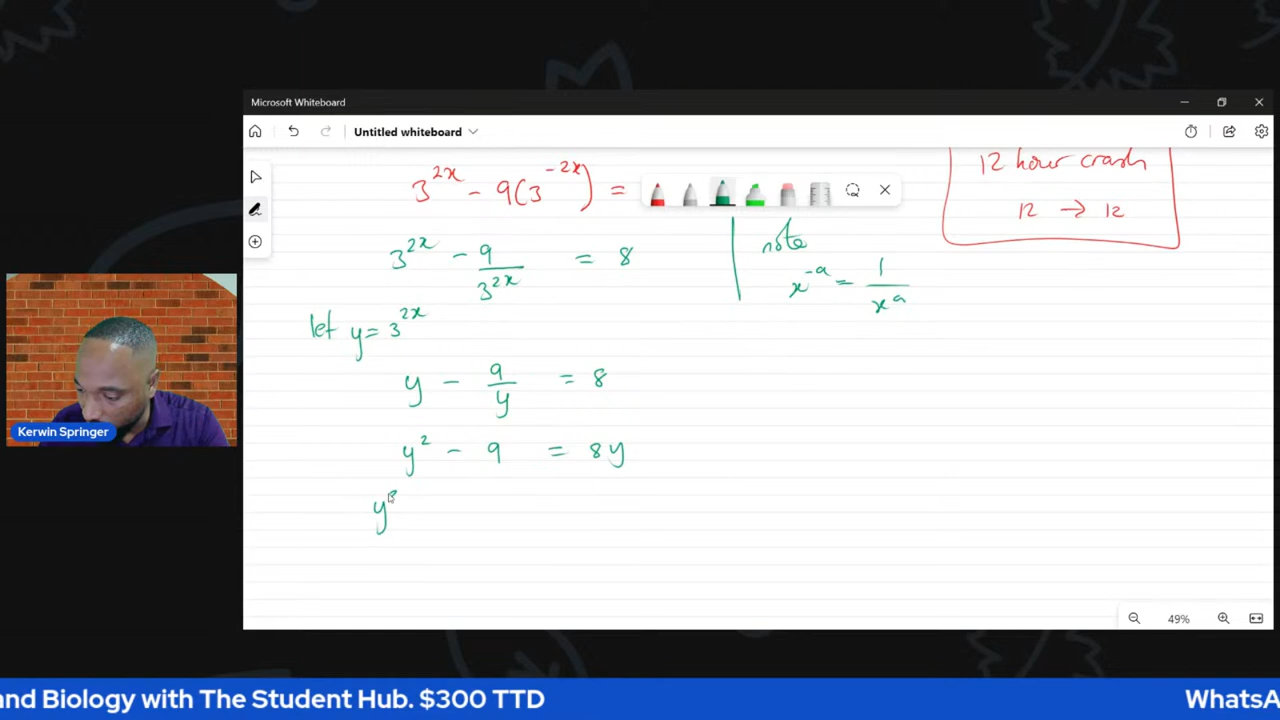 Microsoft Whiteboard
Untitled whiteboard
3^{2x} - 9(3^{-2x}) =
12 hour crash
12 → 12
3^{2x} - 9/3^{2x} = 8
note
x^{-a} = 1/x^{a}
let y = 3^{2x}
y - 9/y = 8
y^2 - 9 = 8y
y
Kerwin Springer
49%
and Biology with The Student Hub. $300 TTD
WhatsA